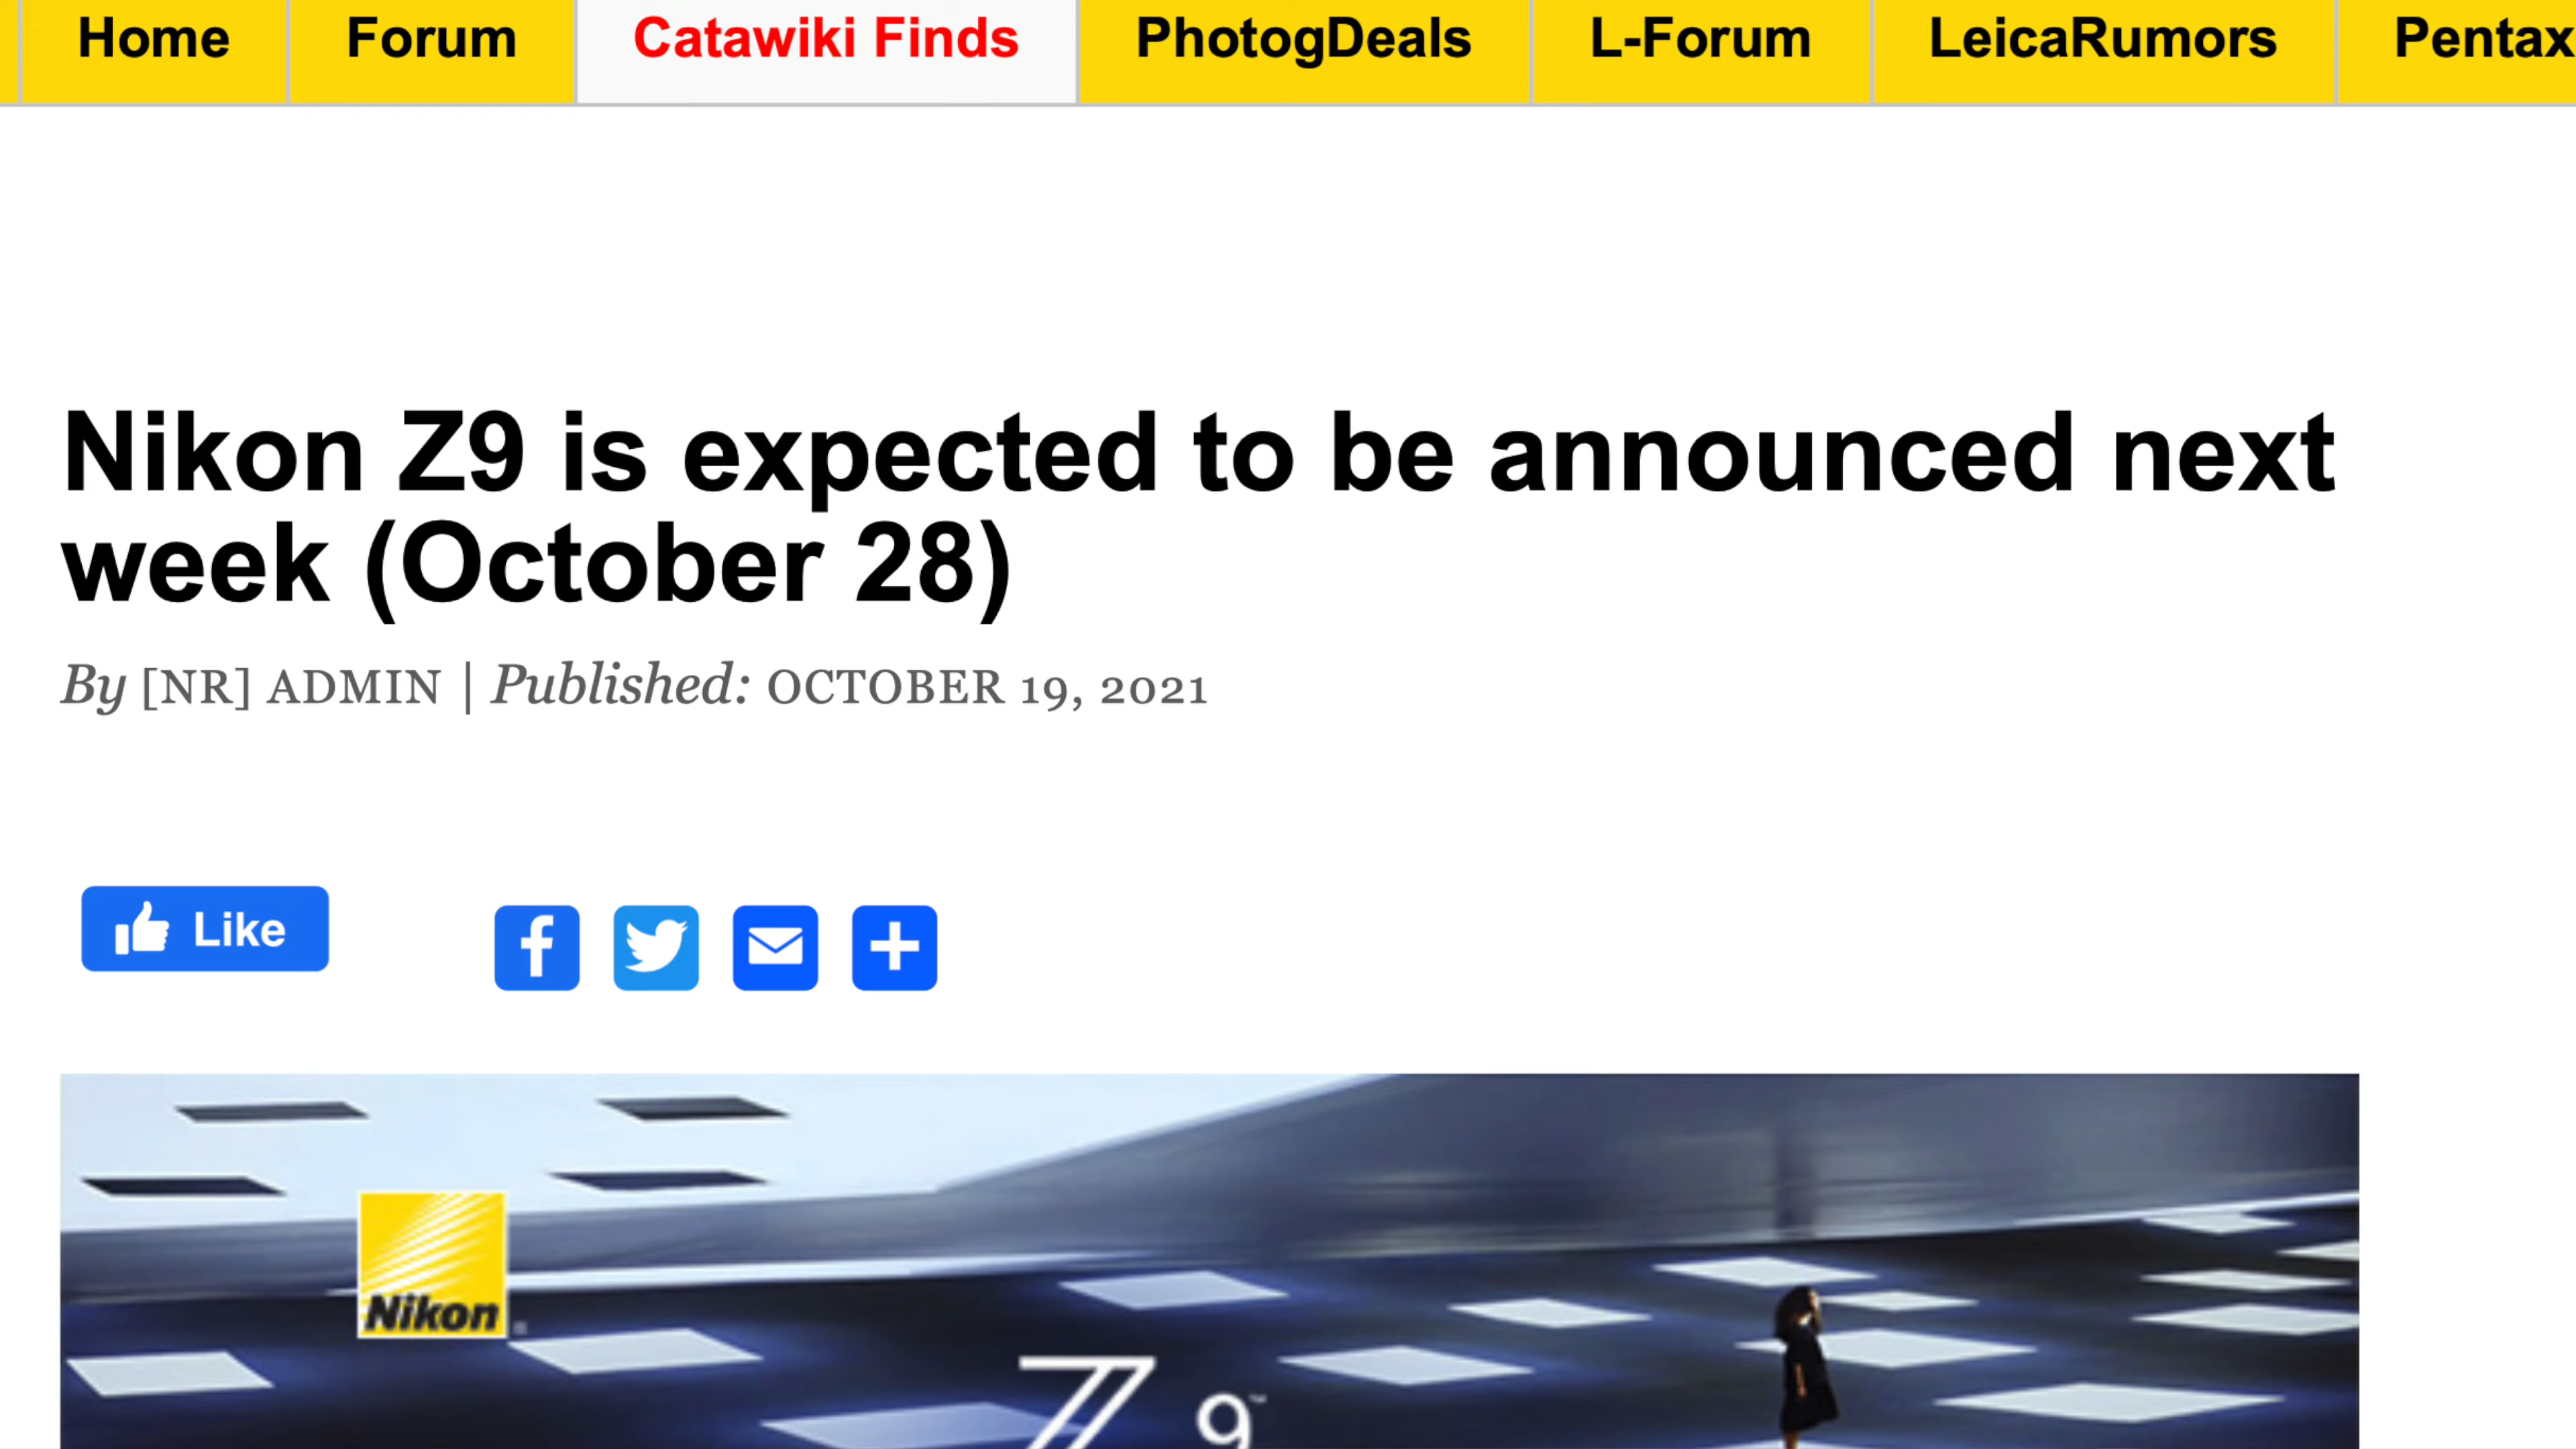 Home Forum Catawiki Finds PhotogDeals L-Forum LeicaRumors Pentax
Nikon Z9 is expected to be announced next
week (October 28)
By [NR] ADMIN | Published: OCTOBER 19, 2021
Like
Nikon
Z 9™